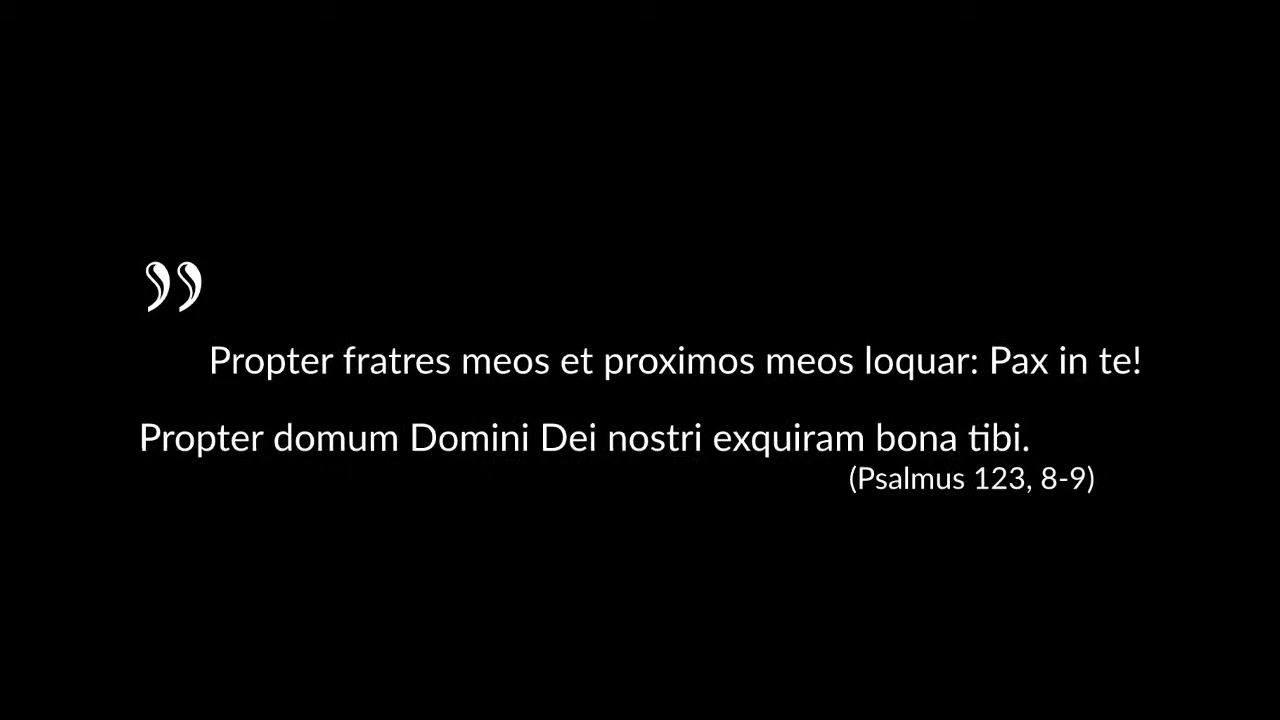 ”
Propter fratres meos et proximos meos loquar: Pax in te!
Propter domum Domini Dei nostri exquiram bona tibi.
(Psalmus 123, 8-9)